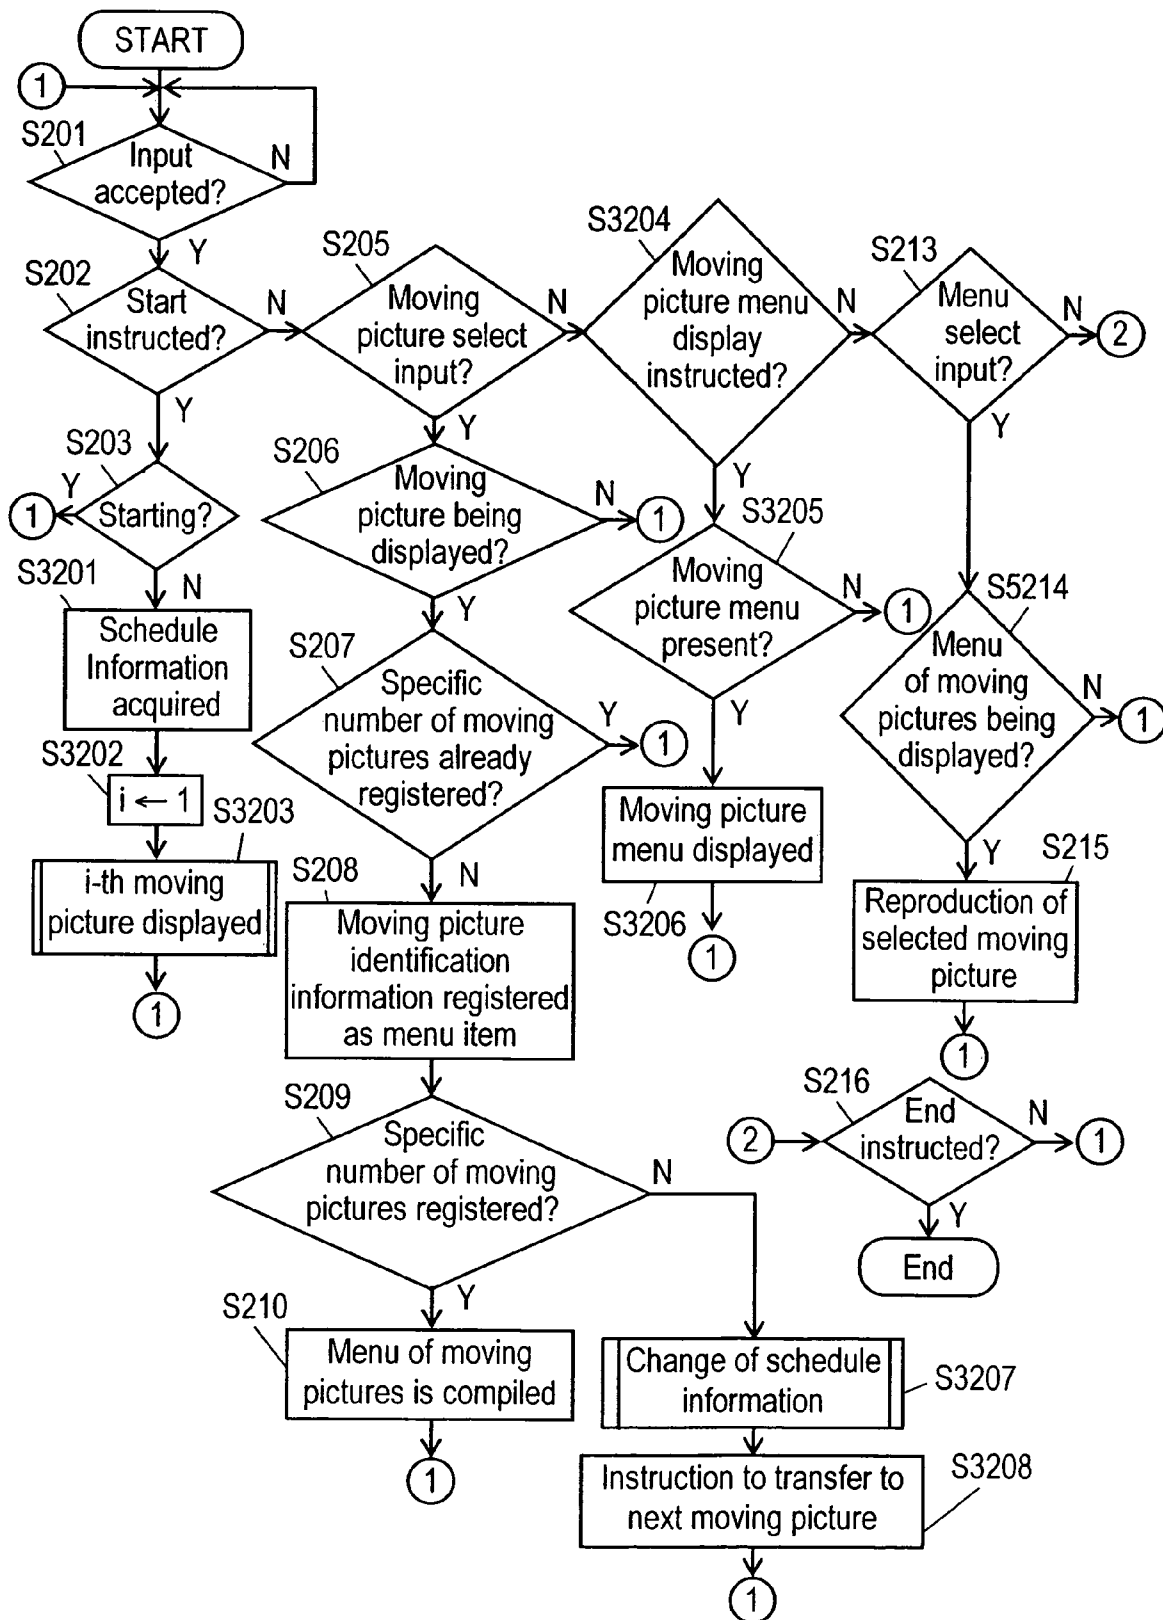 START
1
S201
Input
accepted?
N
Y
S202
Start
instructed?
N
Y
S203
Starting?
Y
1
N
S3201
Schedule
Information
acquired
S3202
i ← 1
S3203
i-th moving
picture displayed
1
S205
Moving
picture select
input?
N
Y
S206
Moving
picture being
displayed?
N
1
Y
S207
Specific
number of moving
pictures already
registered?
Y
1
N
S208
Moving picture
identification
information registered
as menu item
S209
Specific
number of moving
pictures registered?
N
Y
S210
Menu of moving
pictures is compiled
1
Change of schedule
information
S3207
Instruction to transfer to
next moving picture
S3208
1
S3204
Moving
picture menu
display
instructed?
N
Y
S3205
Moving
picture menu
present?
N
1
Y
Moving picture
menu displayed
S3206
1
S213
Menu
select
input?
N
2
Y
S5214
Menu
of moving
pictures being
displayed?
N
1
Y
S215
Reproduction of
selected moving
picture
1
S216
2
End
instructed?
N
1
Y
End